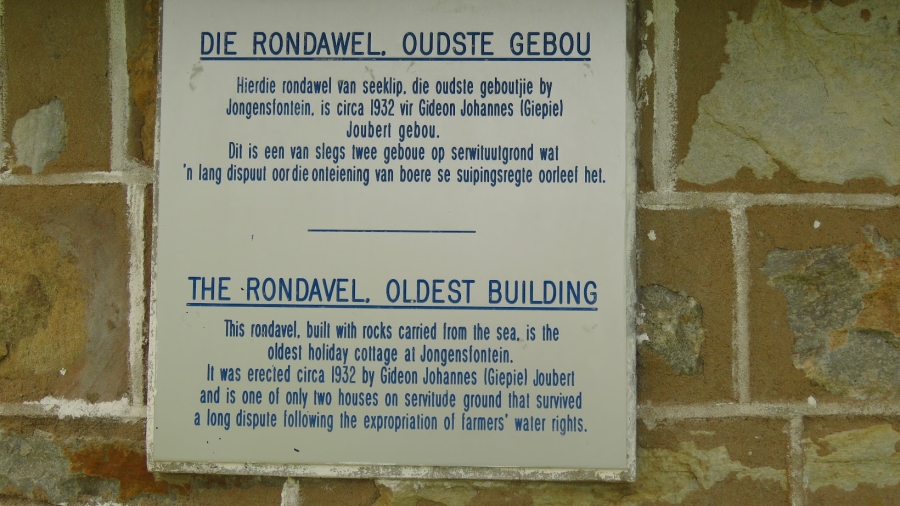 DIE RONDAWEL, OUDSTE GEBOU
Hierdie rondawel van seeklip, die oudste geboutjie by
Jongensfontein, is circa 1932 vir Gideon Johannes (Giepie)
Joubert gebou.
Dit is een van slegs twee geboue op serwituutgrond wat
'n lang dispuut oor die onteiening van boere se suipingsregte oorleef het.
THE RONDAVEL, OLDEST BUILDING
This rondavel, built with rocks carried from the sea, is the
oldest holiday cottage at Jongensfontein.
It was erected circa 1932 by Gideon Johannes (Giepie) Joubert
and is one of only two houses on servitude ground that survived
a long dispute following the expropriation of farmers' water rights.